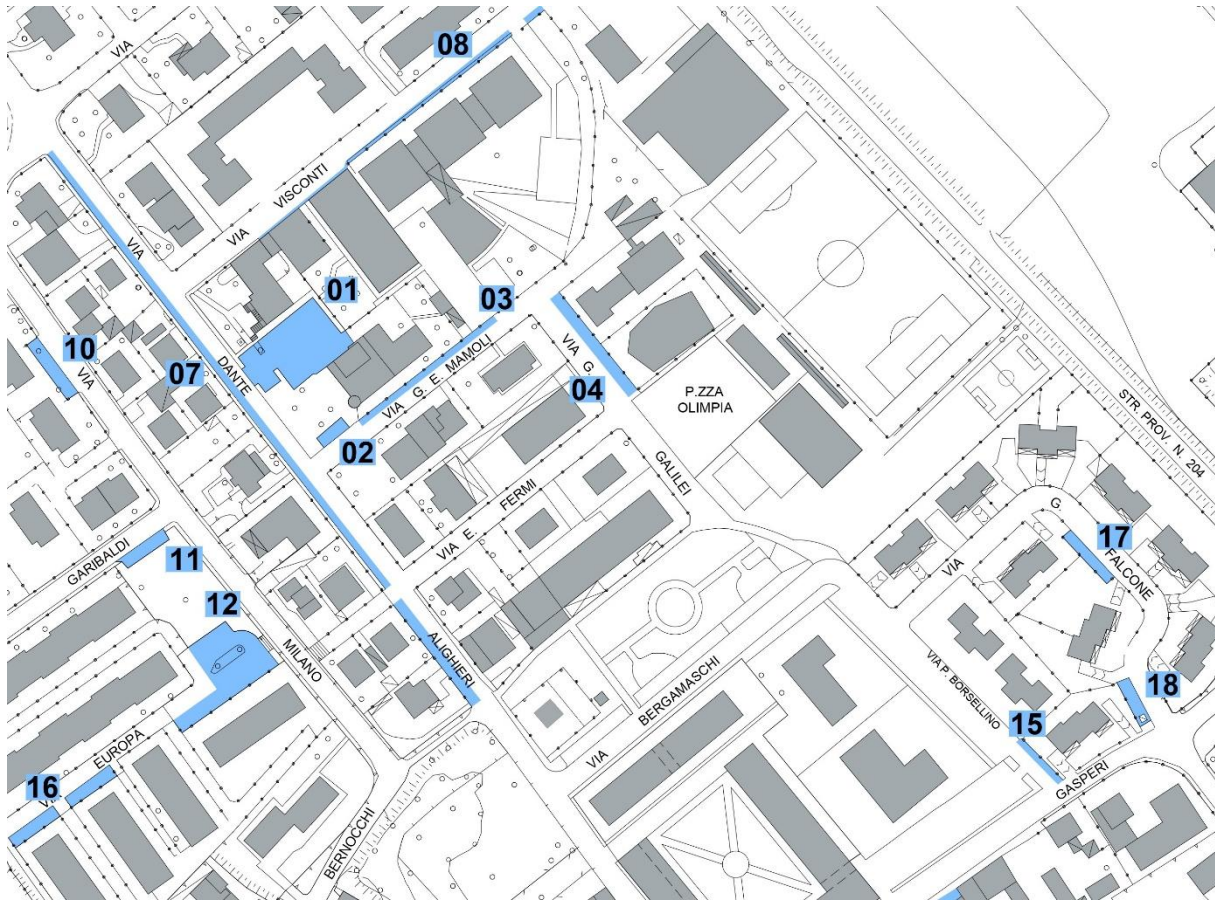 VIA
08
VIA VISCONTI
VIA
01
03
10
VIA
07
DANTE
VIA G. E. MAMOLI
VIA G.
04
P.ZZA
OLIMPIA
STR. PROV. N. 204
02
GALILEI
VIA E. FERMI
GARIBALDI
11
12
MILANO
ALIGHIERI
VIA
G.
FALCONE
17
VIA P. BORSELLINO
18
15
VIA BERGAMASCHI
GASPERI
EUROPA
16
BERNOCCHI